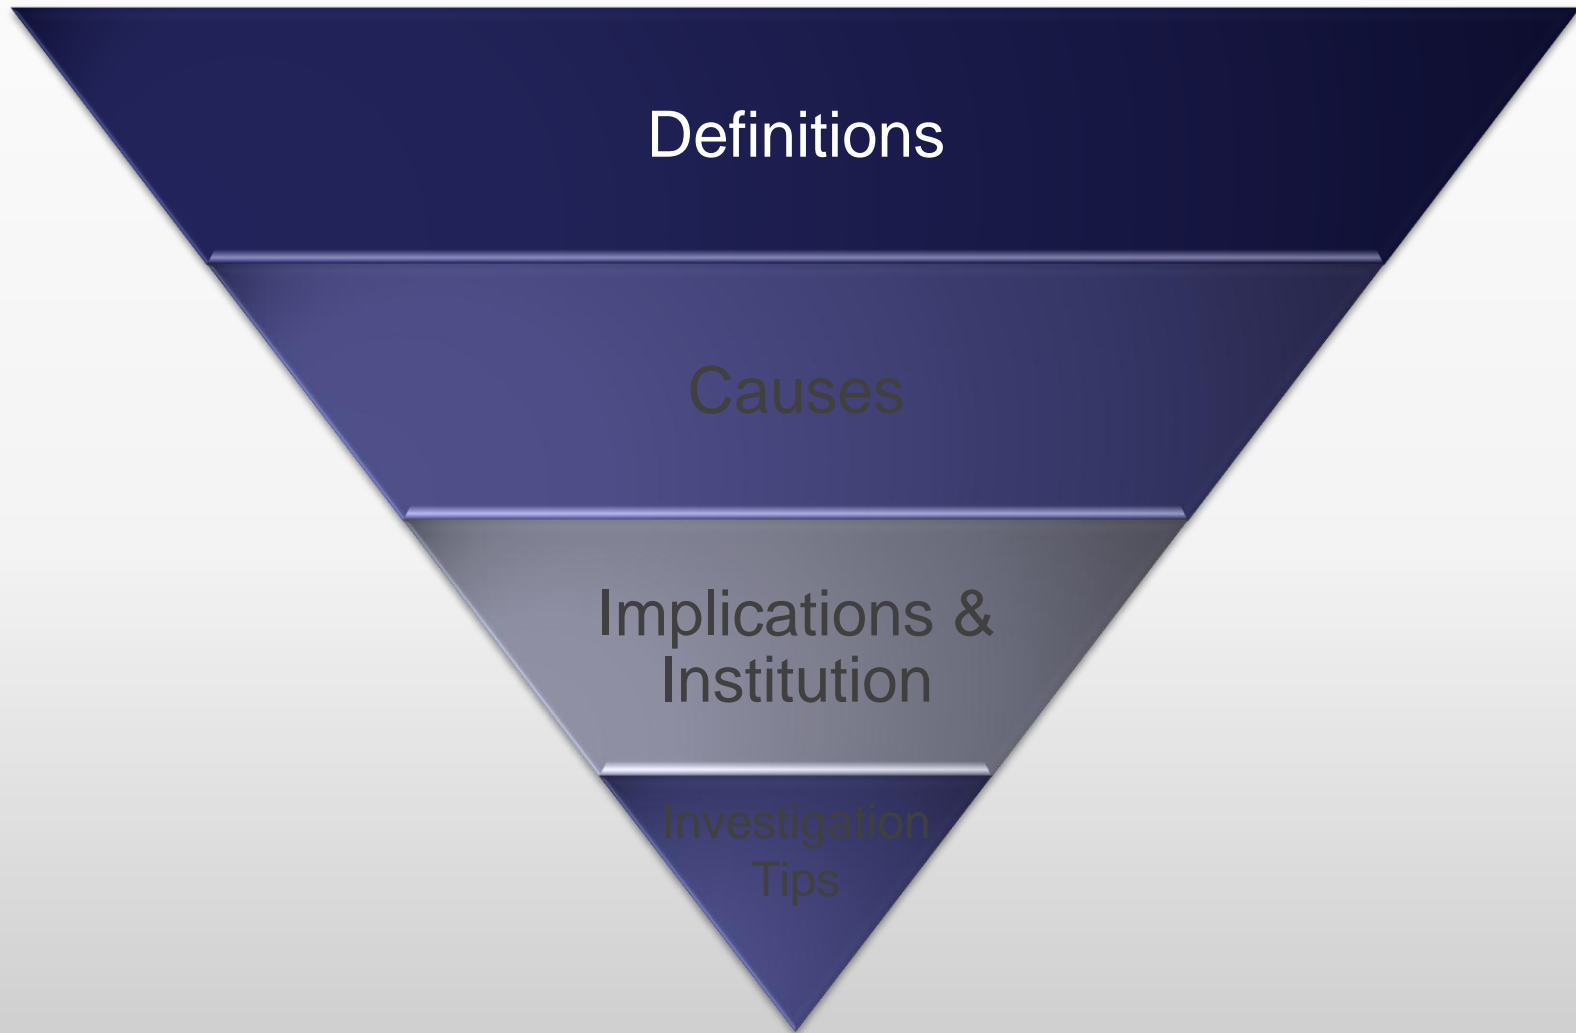 Definitions
Causes
Implications &
Institution
Investigation
Tips